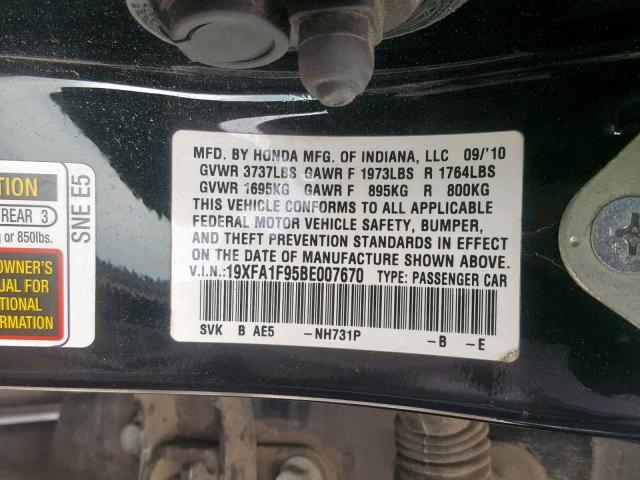 MFD. BY HONDA MFG. OF INDIANA, LLC 09/'10
GVWR 3737LBS GAWR F 1973LBS R 1764LBS
GVWR 1695KG GAWR F 895KG R 800KG
THIS VEHICLE CONFORMS TO ALL APPLICABLE
FEDERAL MOTOR VEHICLE SAFETY, BUMPER,
AND THEFT PREVENTION STANDARDS IN EFFECT
ON THE DATE OF MANUFACTURE SHOWN ABOVE.
V.I.N.:19XFA1F95BE007670 TYPE: PASSENGER CAR
SVK B AE5 -NH731P -B -E
TION
REAR 3
g or 850lbs.
OWNER'S
UAL FOR
TIONAL
FORMATION
SNE E5